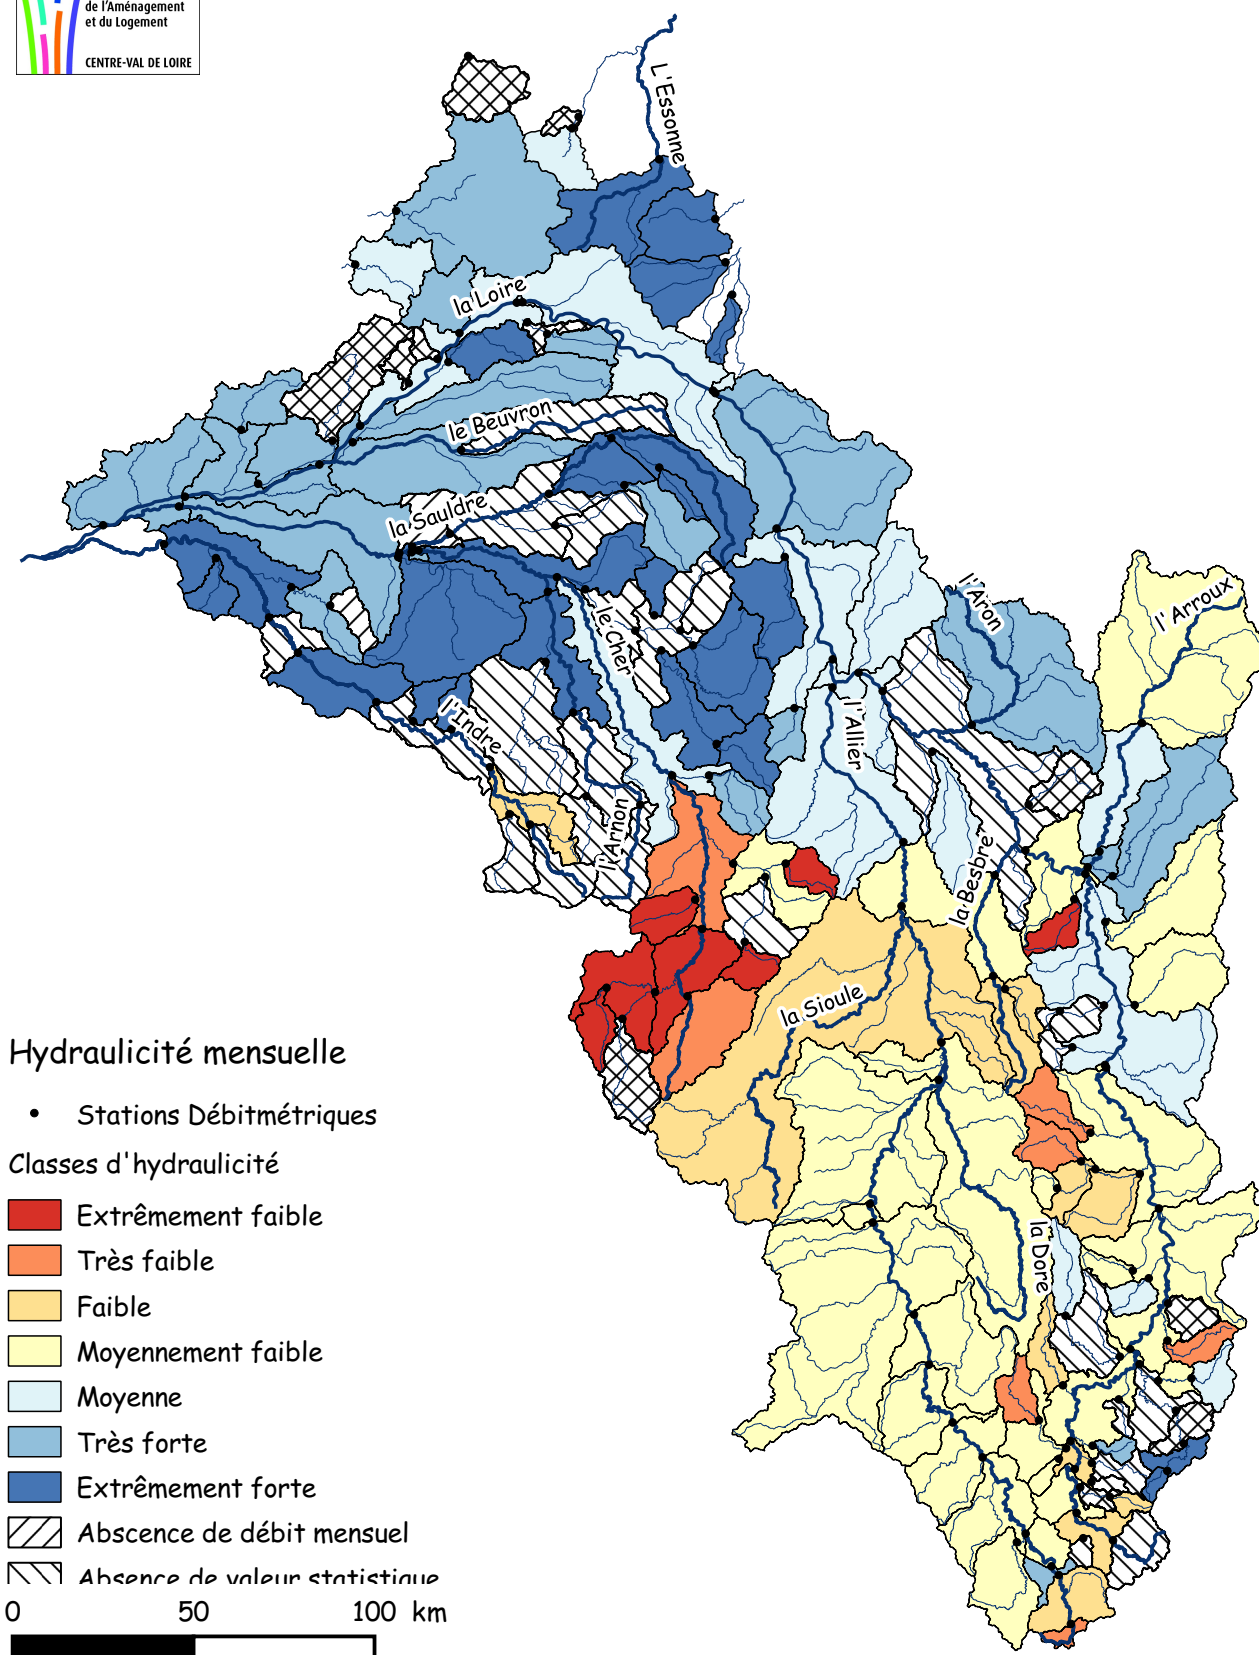 de l'Aménagement
et du Logement
CENTRE-VAL DE LOIRE
L'Essonne
la Loire
le Beuvron
la Sauldre
le Cher
l'Aron
l' Arroux
l'Indre
l'Allier
l'Arnon
la Besbre
la Sioule
la Dore
Hydraulicité mensuelle
Stations Débitmétriques
Classes d'hydraulicité
Extrêmement faible
Très faible
Faible
Moyennement faible
Moyenne
Très forte
Extrêmement forte
Abscence de débit mensuel
Absence de valeur statistique
0 50 100 km